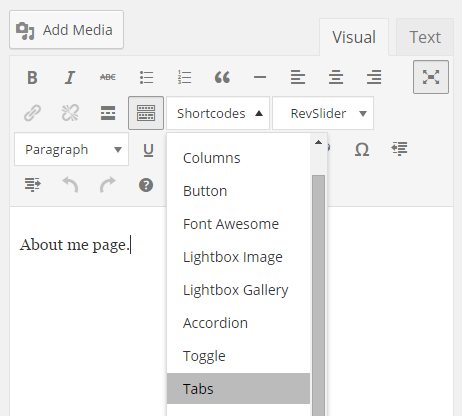 Add Media
Visual Text
B I ABC
Shortcodes RevSlider
Paragraph U Ω
Columns
Button
Font Awesome
Lightbox Image
Lightbox Gallery
Accordion
Toggle
Tabs
About me page.